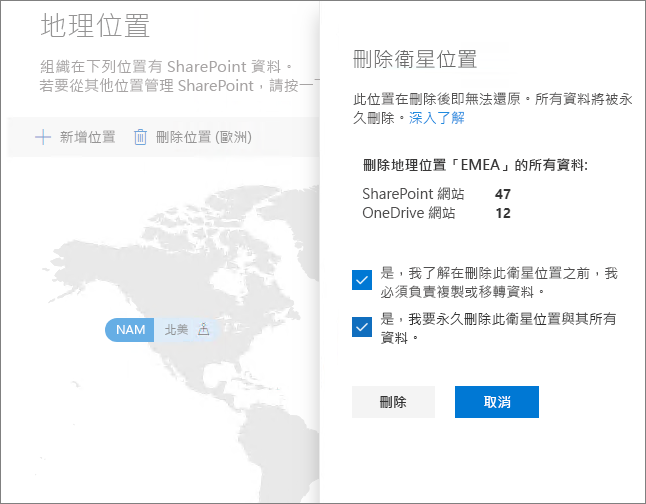 地理位置
組織在下列位置有 SharePoint 資料。
若要從其他位置管理 SharePoint，請按一下
新增位置
刪除位置 (歐洲)
NAM 北美
刪除衛星位置
此位置在刪除後即無法還原。所有資料將被永
久刪除。深入了解
刪除地理位置「EMEA」的所有資料:
SharePoint 網站 47
OneDrive 網站 12
是，我了解在刪除此衛星位置之前，我
必須負責複製或移轉資料。
是，我要永久刪除此衛星位置與其所有
資料。
刪除
取消